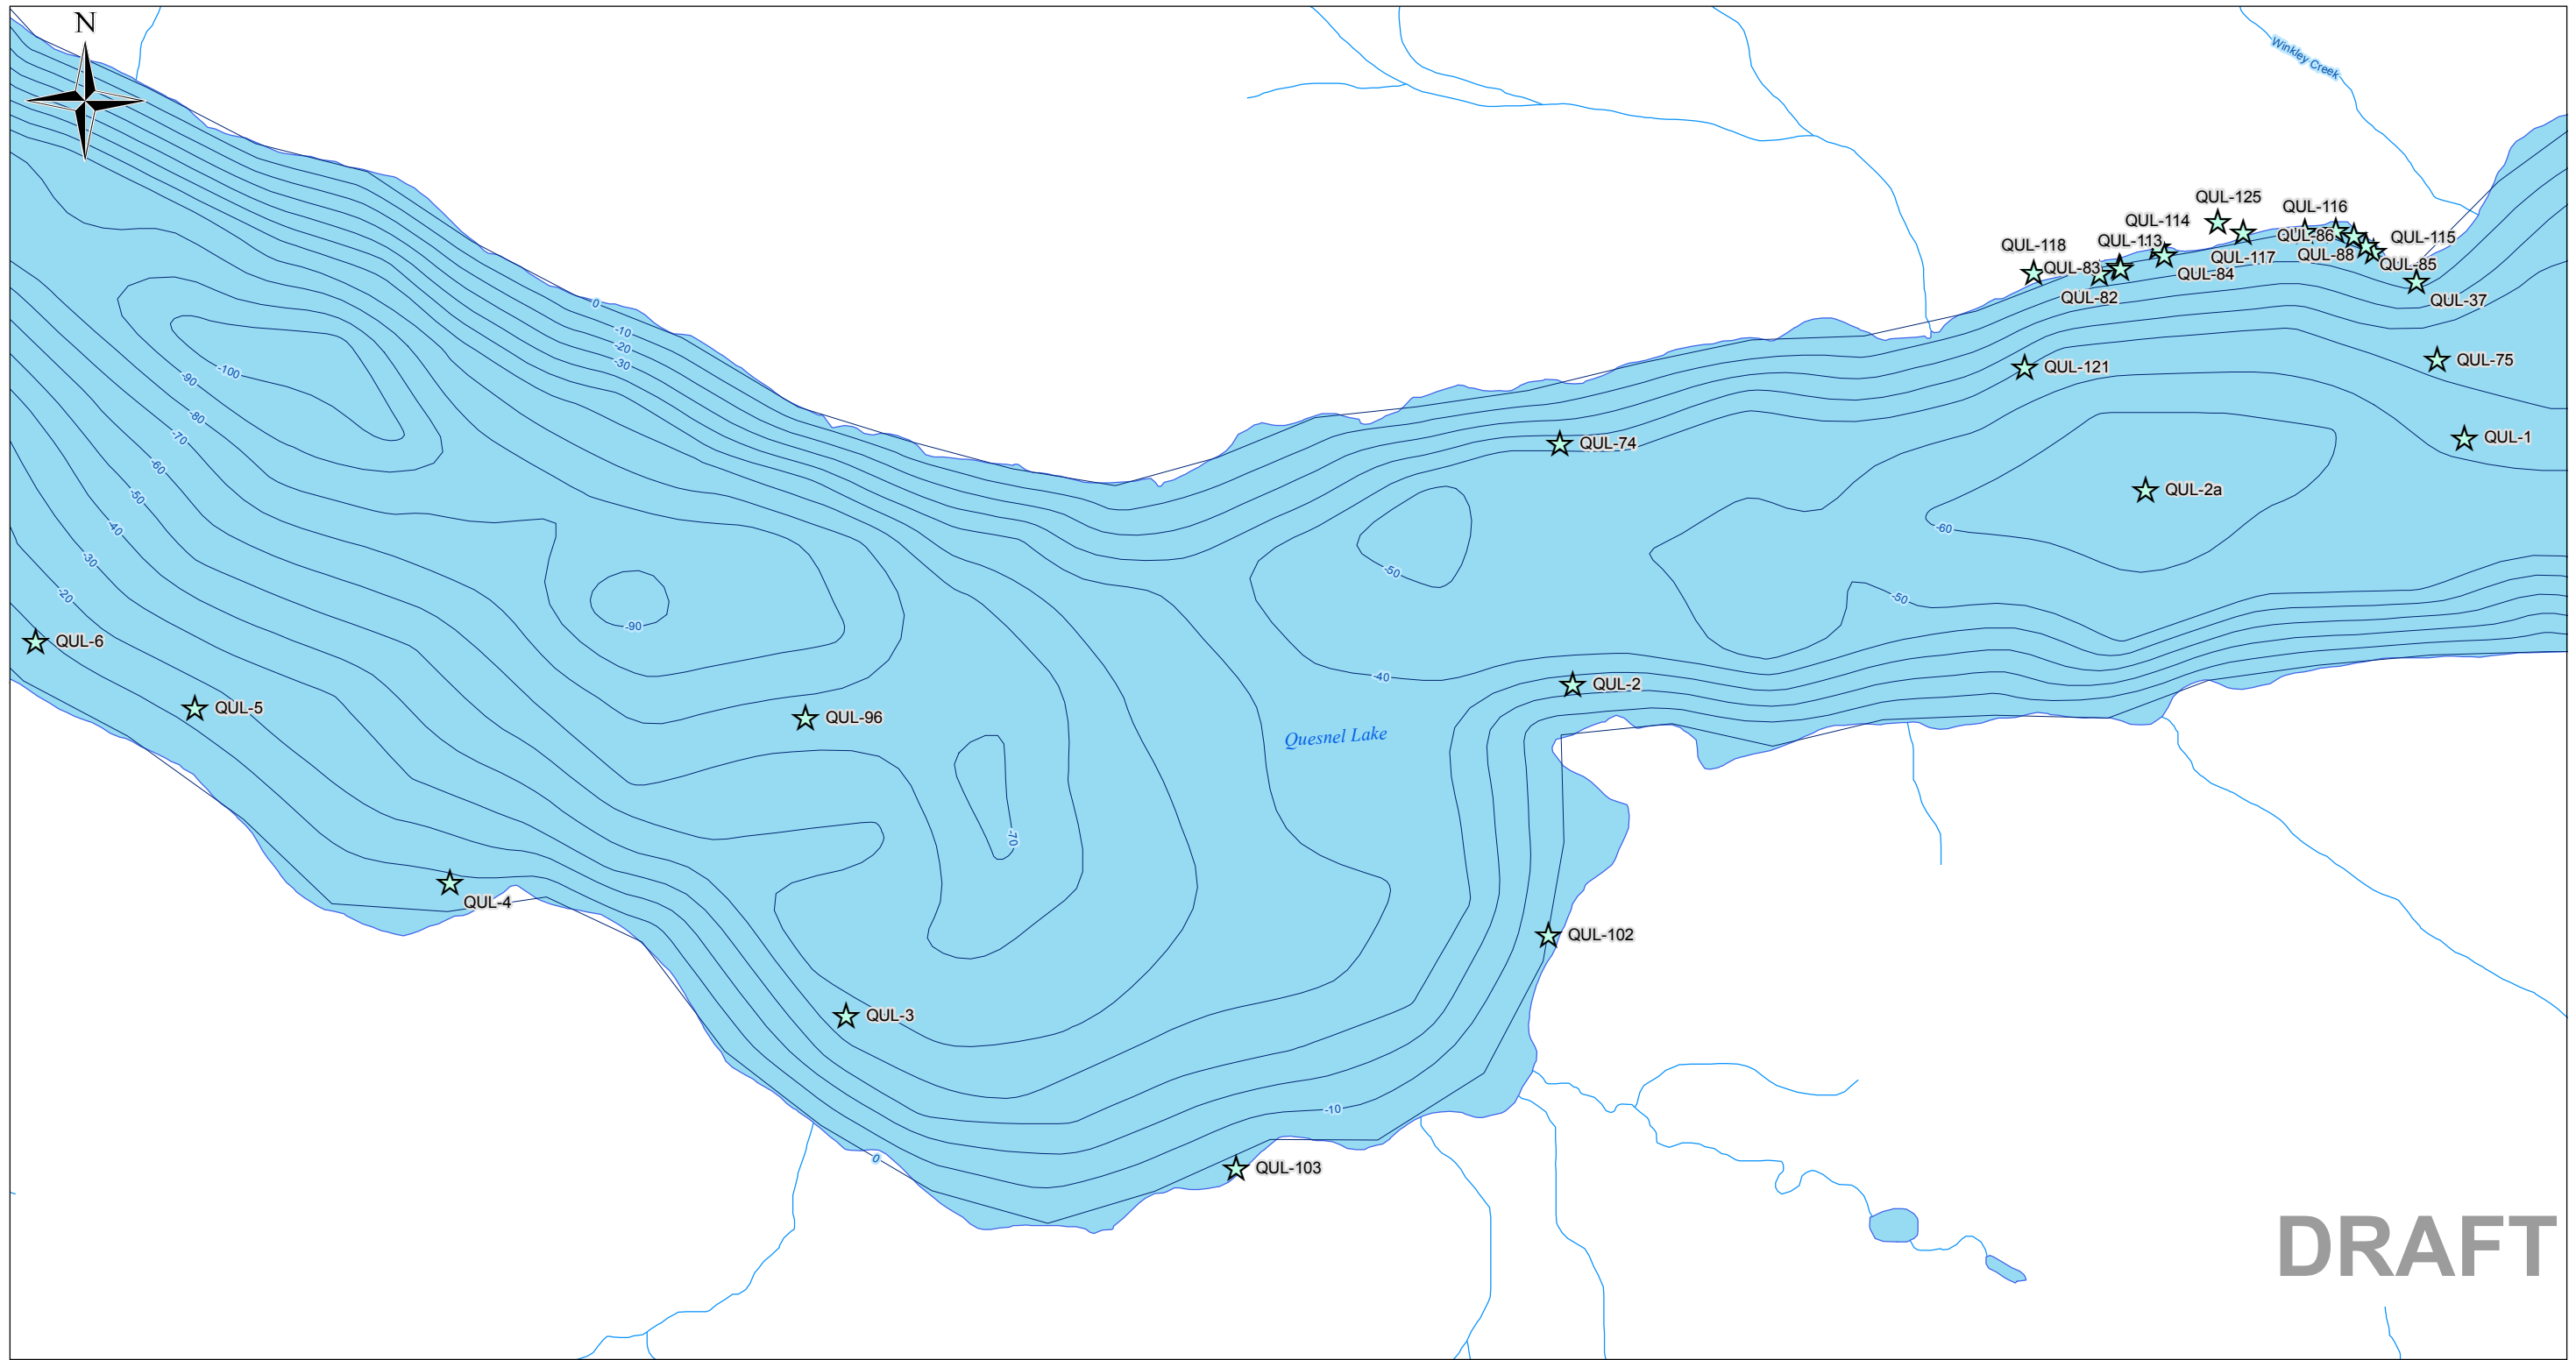 N
Winkley Creek
QUL-125
QUL-116
QUL-114
QUL-86
QUL-115
QUL-118
QUL-113
QUL-88
QUL-117
QUL-85
QUL-83
QUL-84
QUL-82
QUL-37
0
-10
-20
-30
QUL-75
QUL-121
-100
-90
-80
QUL-1
-70
QUL-74
-60
QUL-2a
-50
-40
-60
-30
-50
-20
-50
-90
QUL-6
-40
QUL-2
QUL-5
QUL-96
Quesnel Lake
-70
QUL-4
QUL-102
QUL-3
-10
0
QUL-103
DRAFT